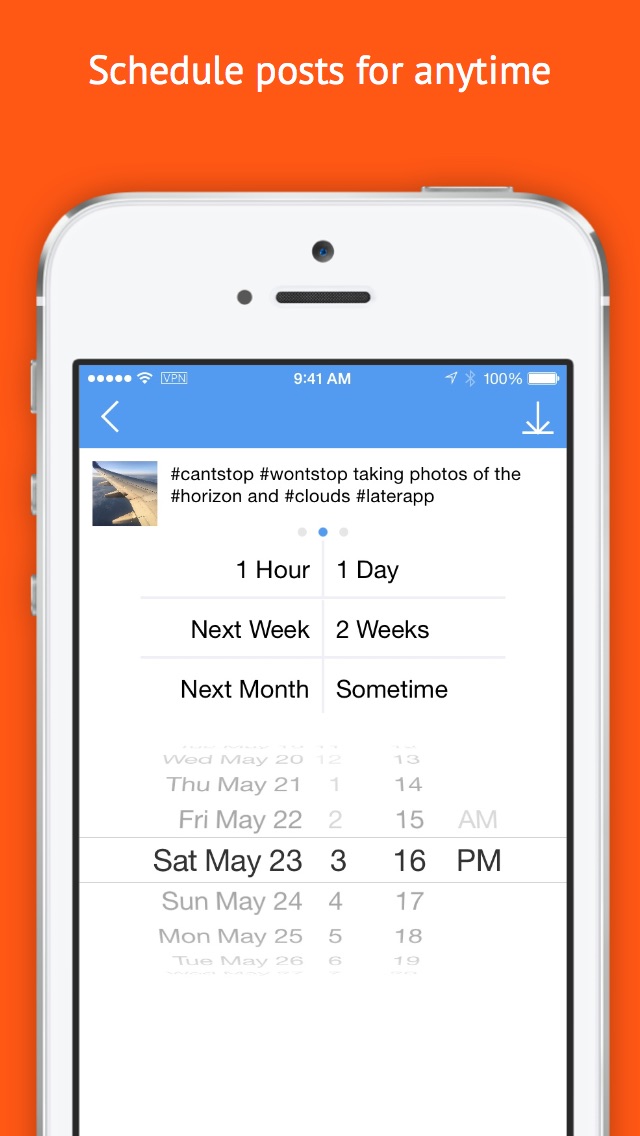 Schedule posts for anytime
VPN 9:41 AM 100%
#cantstop #wontstop taking photos of the
#horizon and #clouds #laterapp
1 Hour 1 Day
Next Week 2 Weeks
Next Month Sometime
Wed May 20 12 13
Thu May 21 1 14
Fri May 22 2 15 AM
Sat May 23 3 16 PM
Sun May 24 4 17
Mon May 25 5 18
Tue May 26 6 19